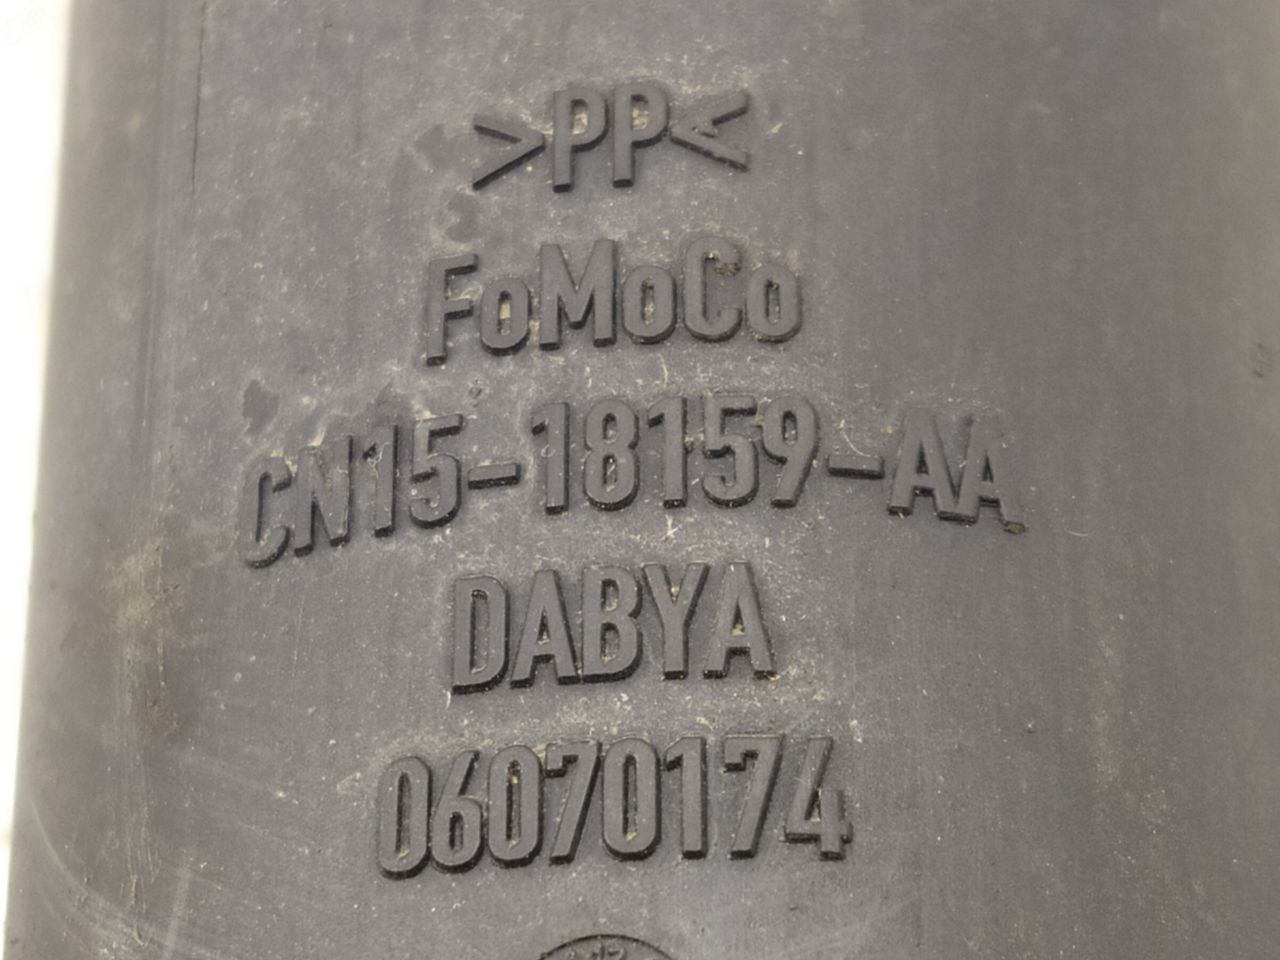 >PP<
FoMoCo
CN15-18159-AA
DABYA
06070174